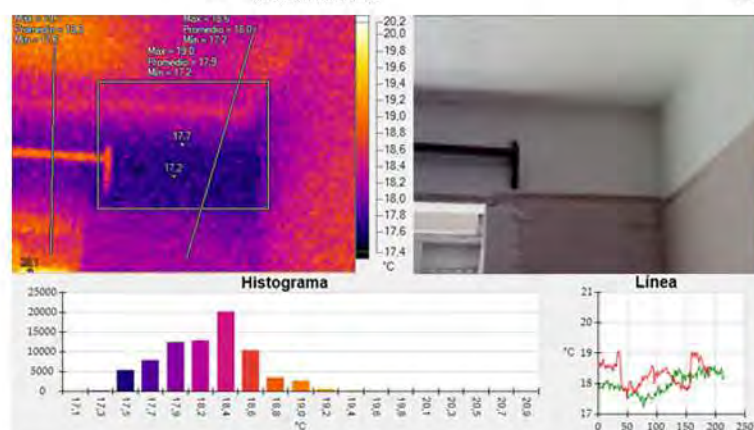 Max = 18,6
Promedio = 18,0
Min = 17.2
Max = 19,0
Promedio = 17,9
Min = 17.2
17.7
17.2
20,2
20,0
19,8
19,6
19,4
19,2
19,0
18,8
18,6
18,4
18,2
18,0
17,8
17,6
17,4
°C
Histograma
25000
20000
15000
10000
5000
0
17,1 17,3 17,5 17,7 17,9 18,2 18,4 18,6 18,8 19,0 19,2 19,4 19,6 19,8 20,1 20,3 20,5 20,7 20,9
°C
Línea
21
20
19
18
17
°C
0 50 100 150 200 250